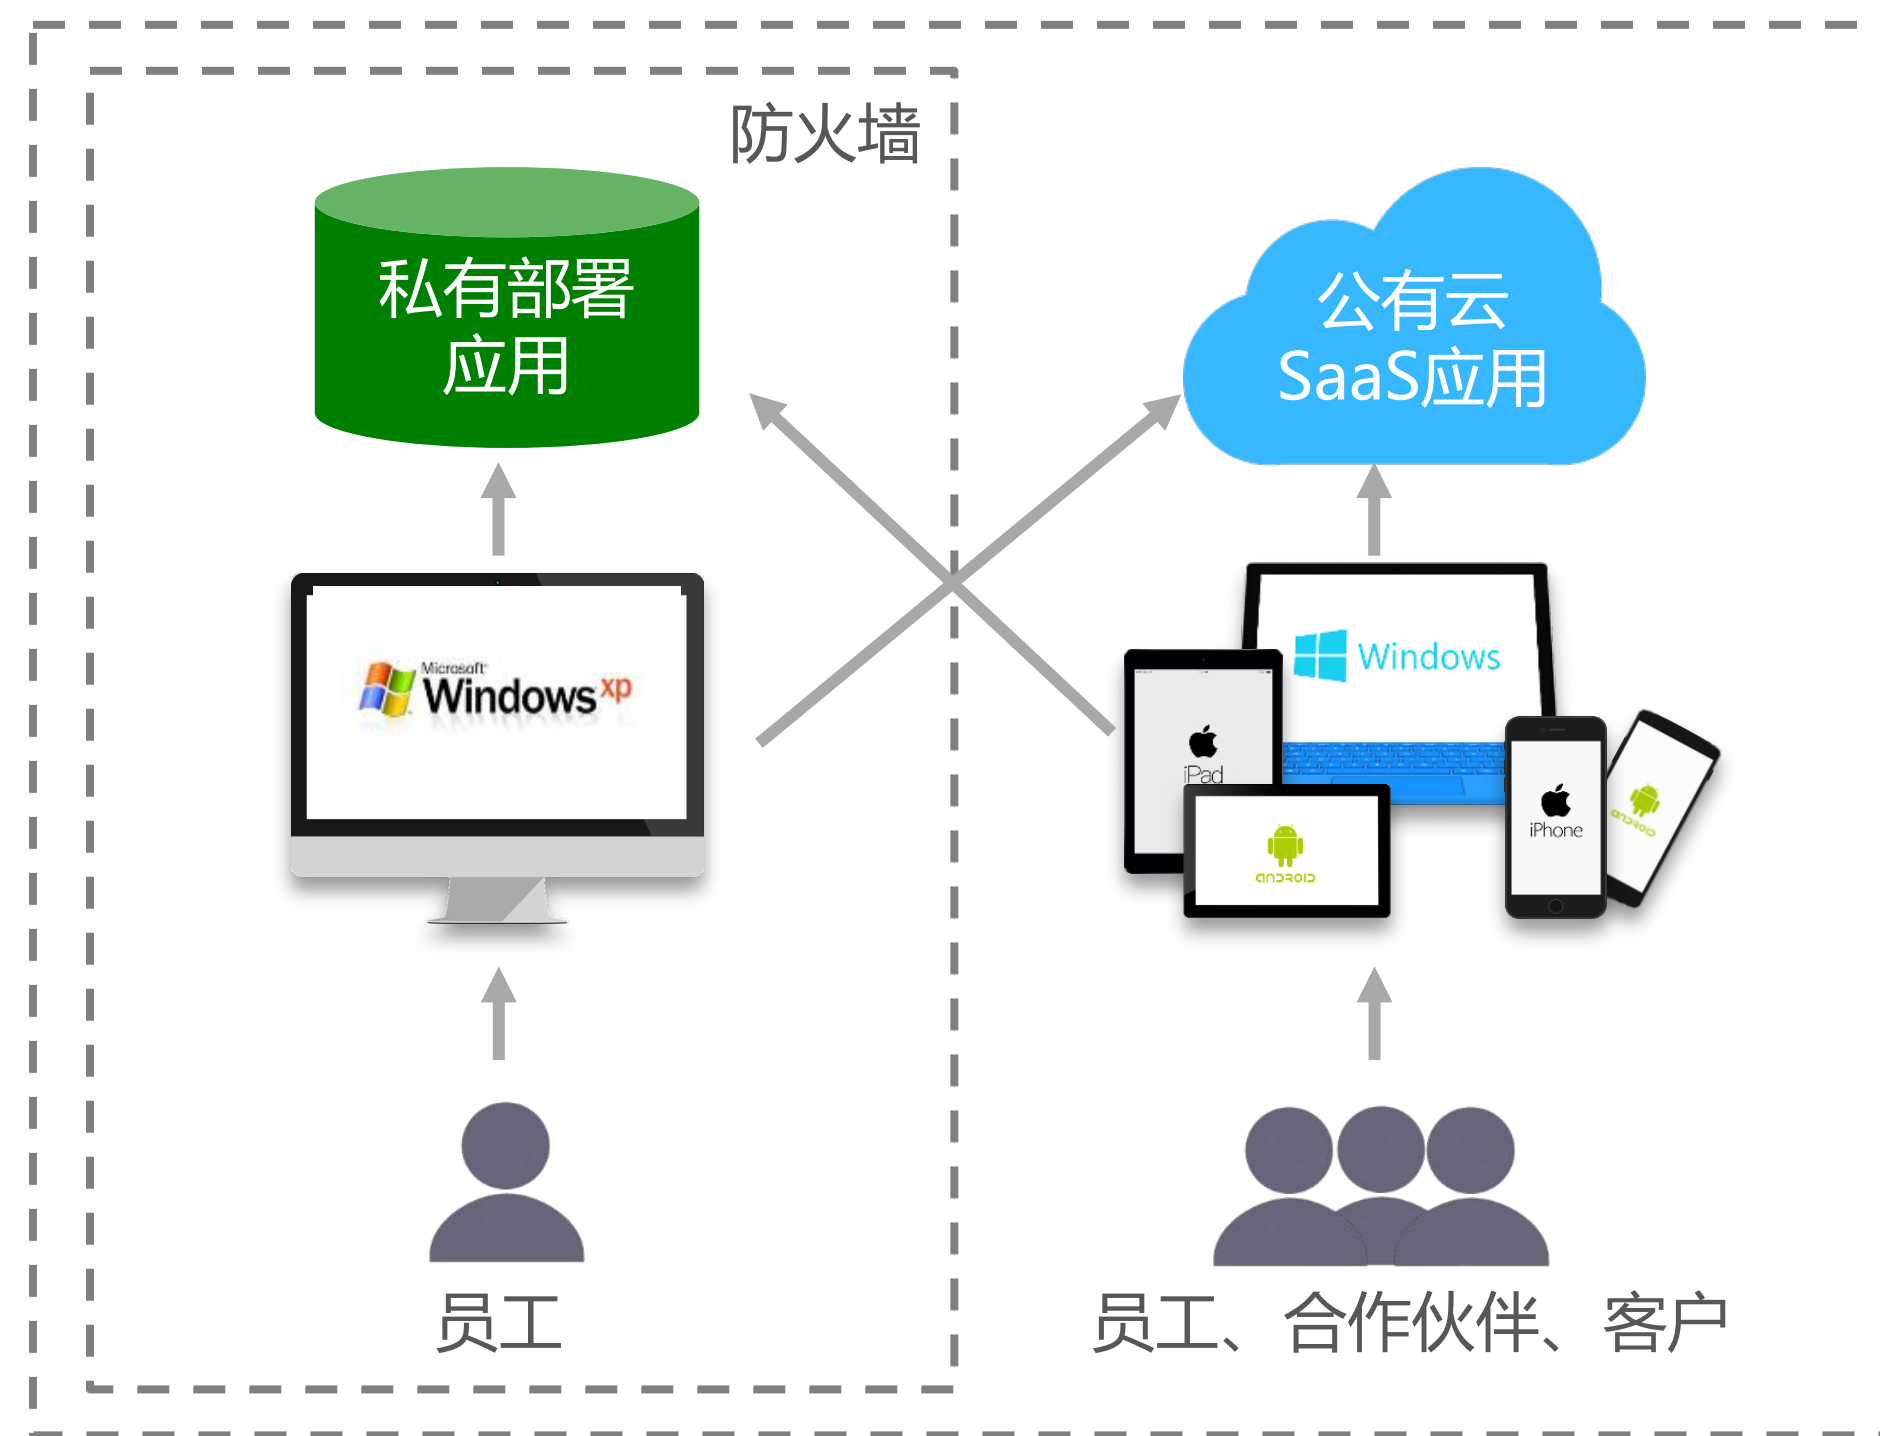 防火墙
私有部署
应用
公有云
SaaS应用
Microsoft
Windows xp
Windows
iPad
android
iPhone
android
员工
员工、合作伙伴、客户